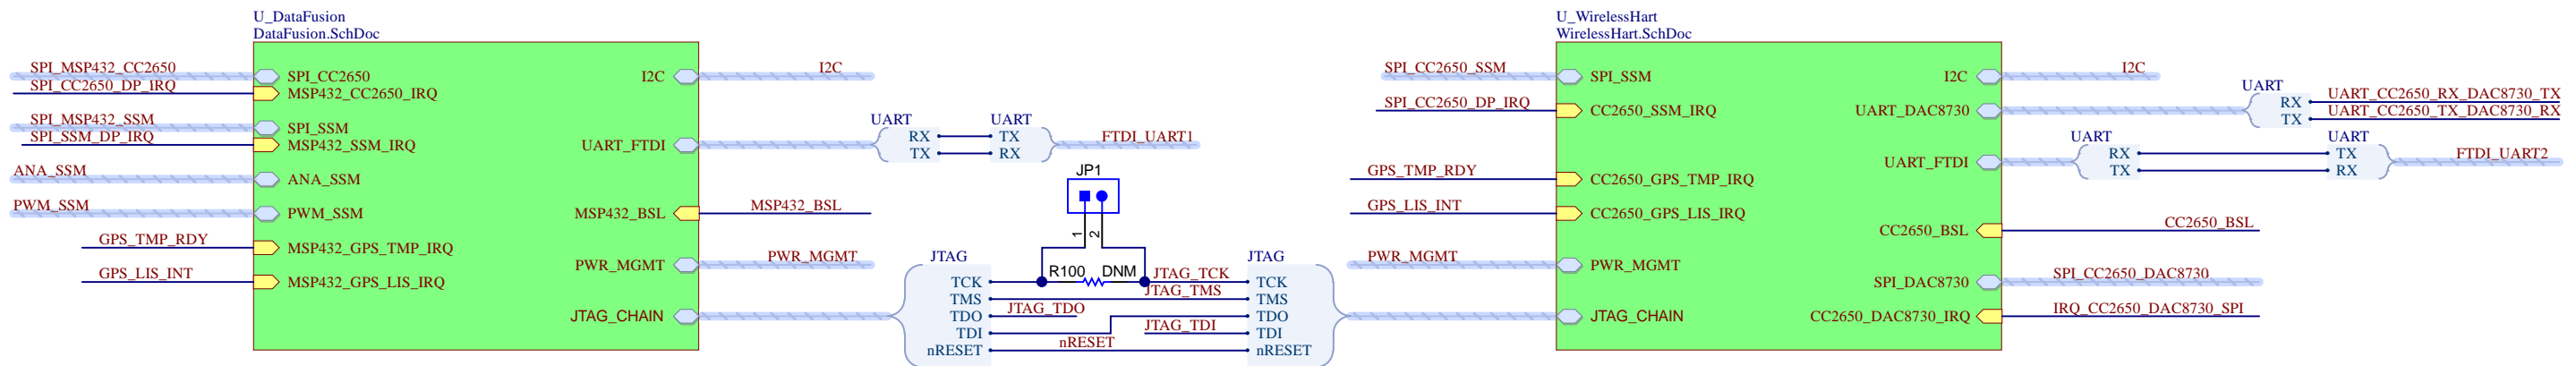 U_DataFusion
DataFusion.SchDoc
SPI_MSP432_CC2650
SPI_CC2650_DP_IRQ
SPI_MSP432_SSM
SPI_SSM_DP_IRQ
ANA_SSM
PWM_SSM
GPS_TMP_RDY
GPS_LIS_INT
SPI_CC2650
MSP432_CC2650_IRQ
SPI_SSM
MSP432_SSM_IRQ
ANA_SSM
PWM_SSM
MSP432_GPS_TMP_IRQ
MSP432_GPS_LIS_IRQ
I2C
UART_FTDI
MSP432_BSL
PWR_MGMT
JTAG_CHAIN
I2C
UART
RX
TX
UART
TX
RX
FTDI_UART1
MSP432_BSL
PWR_MGMT
JP1
1
2
R100
DNM
JTAG
TCK
TMS
TDO
TDI
nRESET
JTAG_TCK
JTAG_TMS
JTAG_TDO
JTAG_TDI
nRESET
JTAG
TCK
TMS
TDO
TDI
nRESET
U_WirelessHart
WirelessHart.SchDoc
SPI_CC2650_SSM
SPI_CC2650_DP_IRQ
GPS_TMP_RDY
GPS_LIS_INT
PWR_MGMT
SPI_SSM
CC2650_SSM_IRQ
CC2650_GPS_TMP_IRQ
CC2650_GPS_LIS_IRQ
PWR_MGMT
JTAG_CHAIN
I2C
UART_DAC8730
UART_FTDI
CC2650_BSL
SPI_DAC8730
CC2650_DAC8730_IRQ
I2C
UART
RX
TX
UART_CC2650_RX_DAC8730_TX
UART_CC2650_TX_DAC8730_RX
UART
RX
TX
UART
TX
RX
FTDI_UART2
CC2650_BSL
SPI_CC2650_DAC8730
IRQ_CC2650_DAC8730_SPI